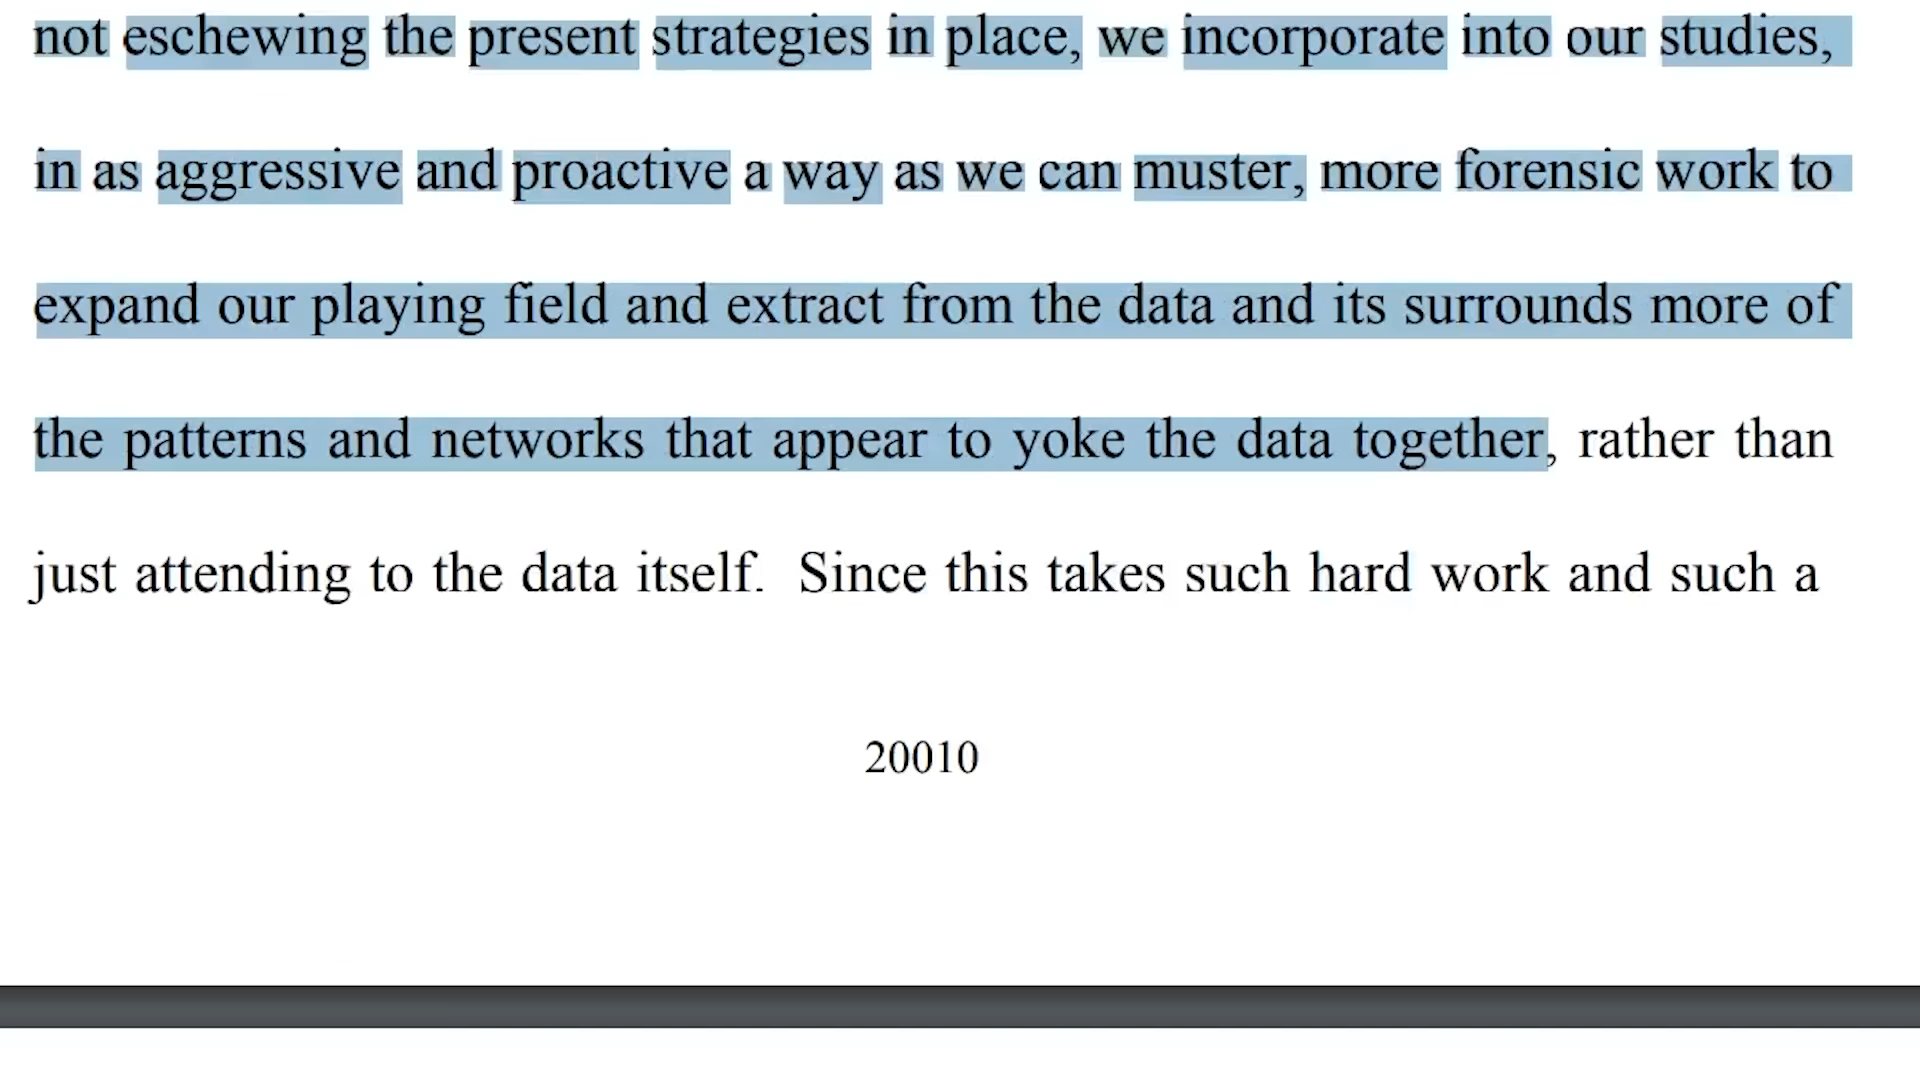 not eschewing the present strategies in place, we incorporate into our studies,
in as aggressive and proactive a way as we can muster, more forensic work to
expand our playing field and extract from the data and its surrounds more of
the patterns and networks that appear to yoke the data together, rather than
just attending to the data itself. Since this takes such hard work and such a
20010